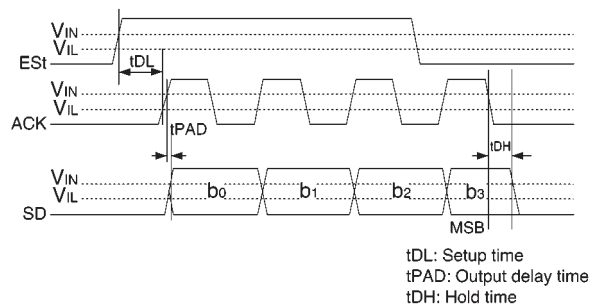 VIN
VIL
ESt
tDL
VIN
VIL
ACK
tPAD
tDH
VIN
VIL
SD
b0 b1 b2 b3
MSB
tDL: Setup time
tPAD: Output delay time
tDH: Hold time